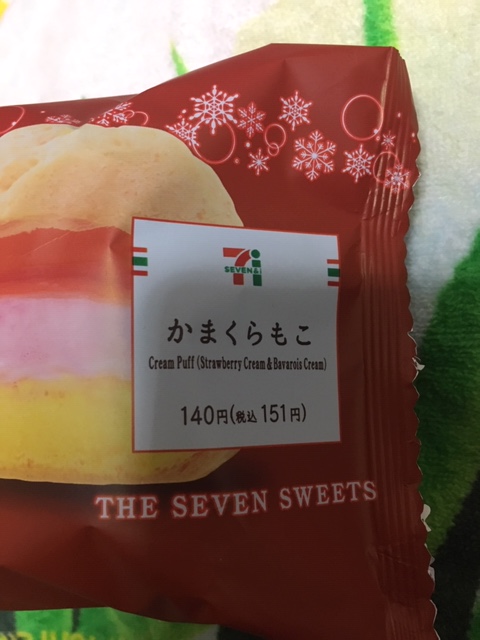 7i
SEVEN & i
かまくらもこ
Cream Puff (Strawberry Cream & Bavarois Cream)
140円(税込 151円)
THE SEVEN SWEETS